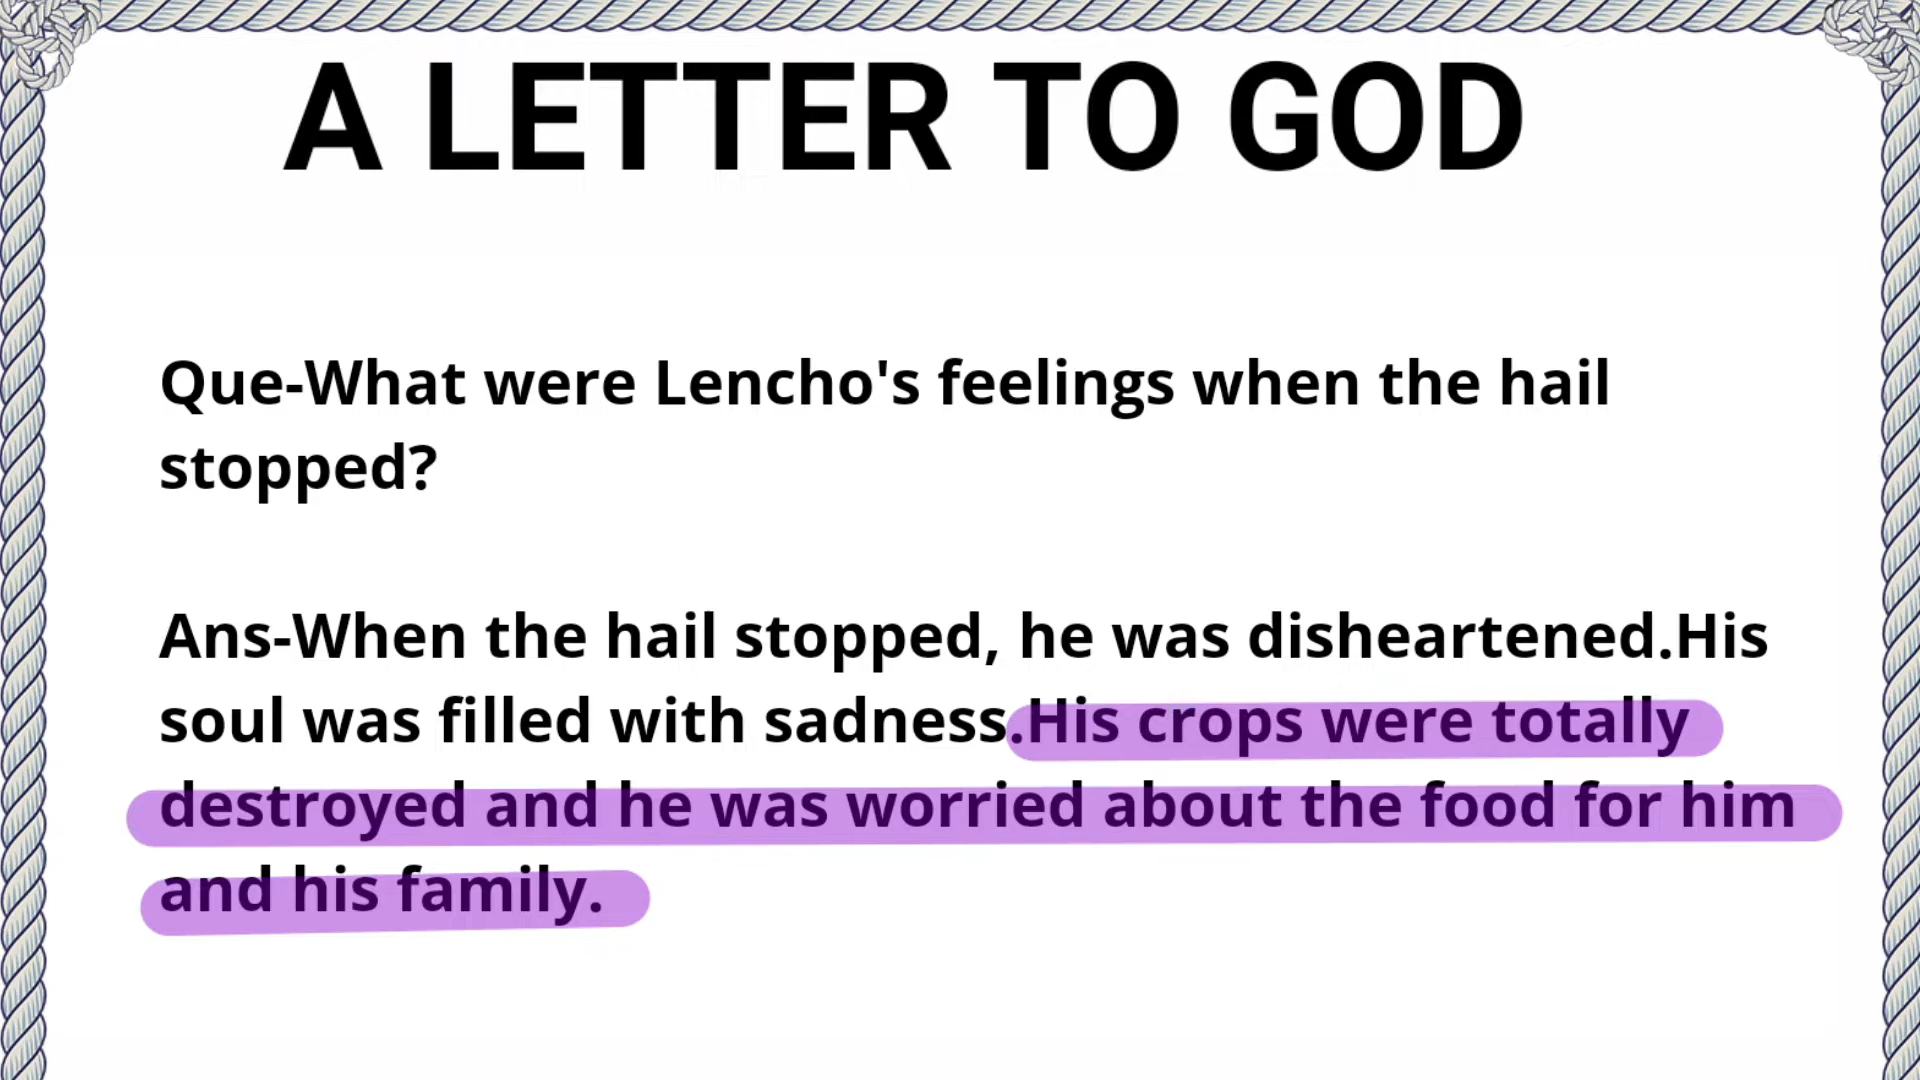 A LETTER TO GOD
Que-What were Lencho's feelings when the hail
stopped?
Ans-When the hail stopped, he was disheartened.His
soul was filled with sadness.His crops were totally
destroyed and he was worried about the food for him
and his family.